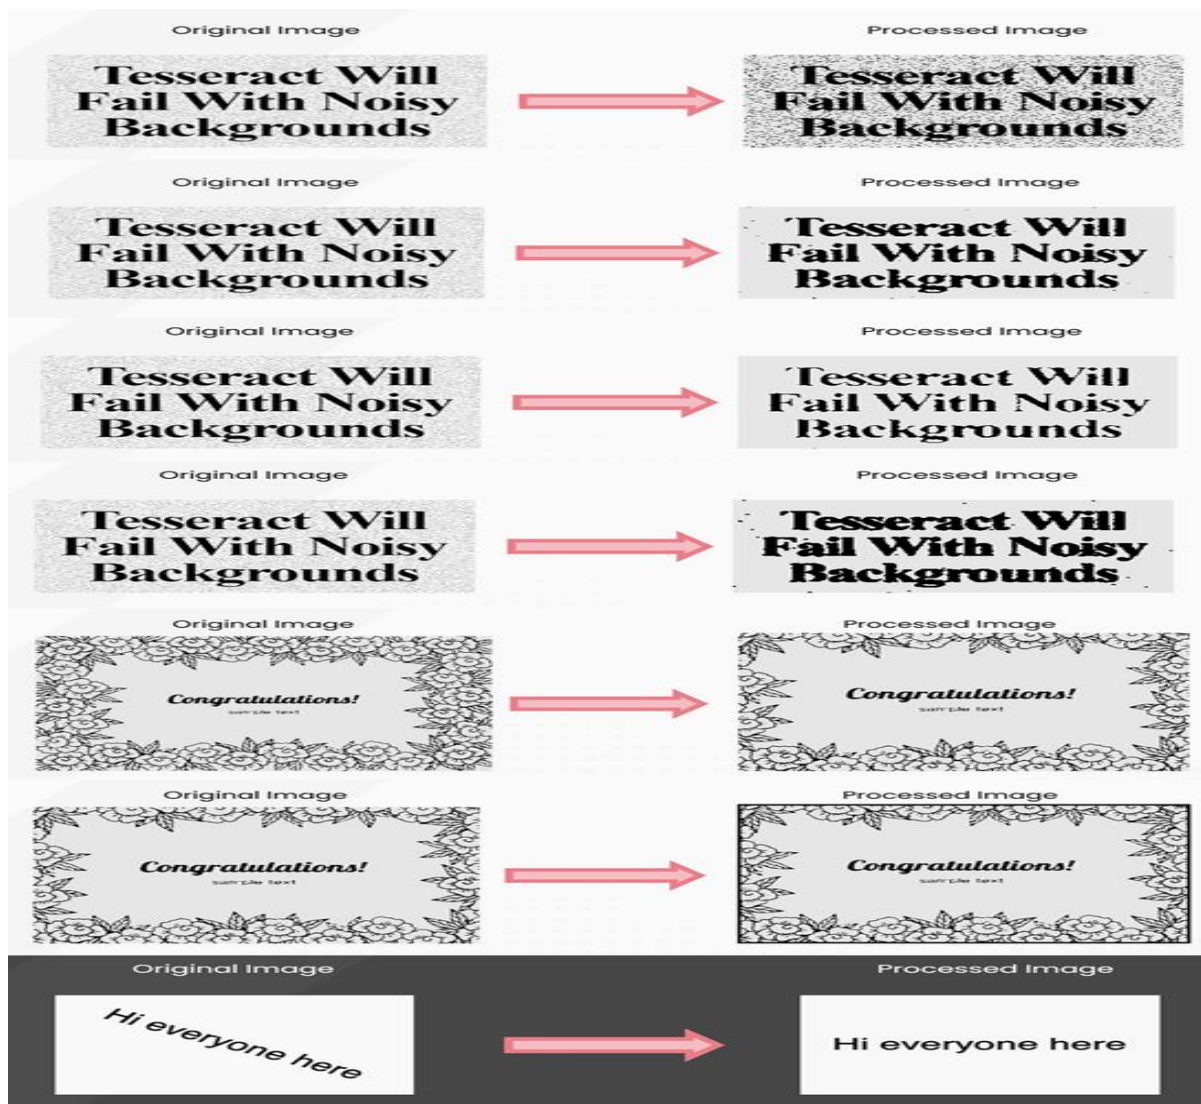 Original Image Processed Image
Tesseract Will Tesseract Will
Fail With Noisy Fail With Noisy
Backgrounds Backgrounds
Original Image Processed Image
Tesseract Will Tesseract Will
Fail With Noisy Fail With Noisy
Backgrounds Backgrounds
Original Image Processed Image
Tesseract Will Tesseract Will
Fail With Noisy Fail With Noisy
Backgrounds Backgrounds
Original Image Processed Image
Tesseract Will Tesseract Will
Fail With Noisy Fail With Noisy
Backgrounds Backgrounds
Original Image Processed Image
Congratulations! Congratulations!
sample text sample text
Original Image Processed Image
Congratulations! Congratulations!
sample text sample text
Original Image Processed Image
Hi everyone here Hi everyone here